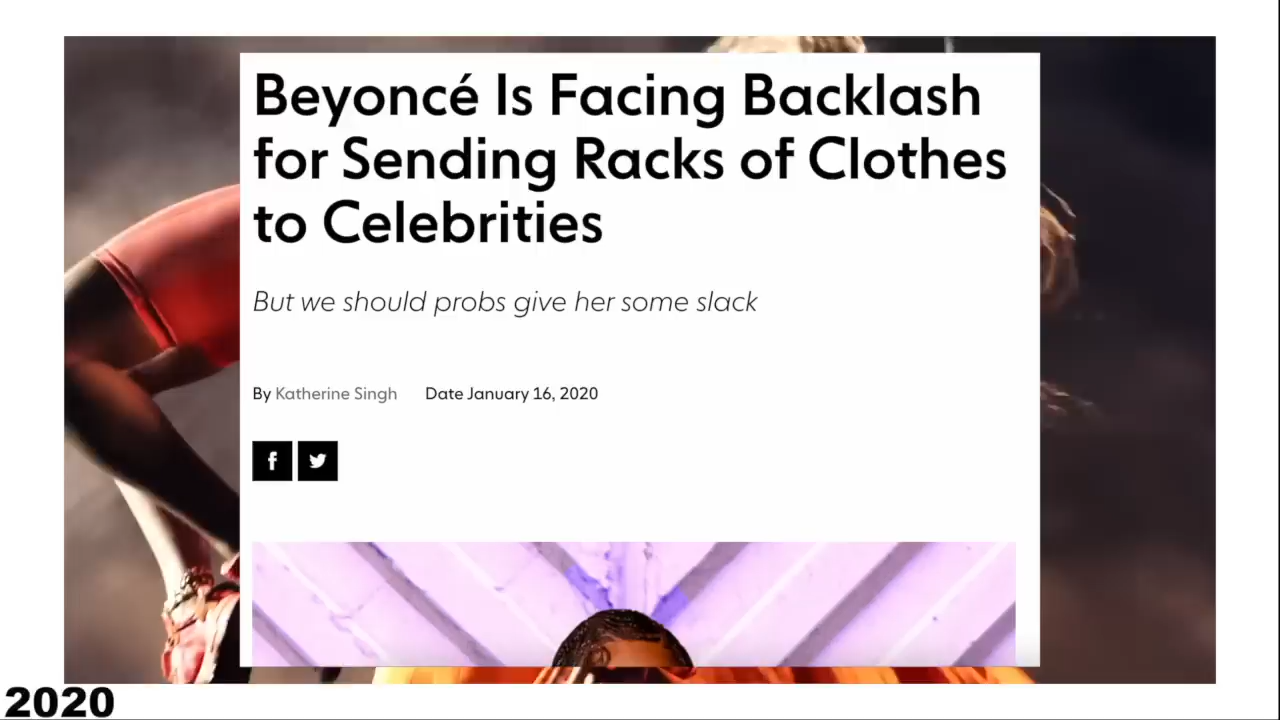 Beyoncé Is Facing Backlash
for Sending Racks of Clothes
to Celebrities
But we should probs give her some slack
By Katherine Singh Date January 16, 2020
2020